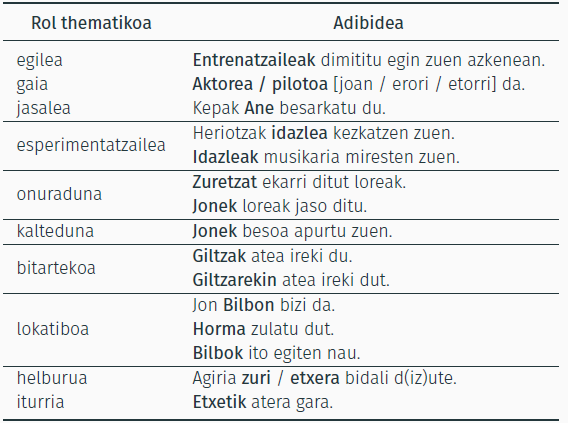 Rol thematikoa Adibidea
egilea Entrenatzaileak dimititu egin zuen azkenean.
gaia Aktorea / pilotoa [joan / erori / etorri] da.
jasalea Kepak Ane besarkatu du.
esperimentatzailea Heriotzak idazlea kezkatzen zuen.
Idazleak musikaria miresten zuen.
onuraduna Zuretzat ekarri ditut loreak.
Jonek loreak jaso ditu.
kalteduna Jonek besoa apurtu zuen.
bitartekoa Giltzak atea ireki du.
Giltzarekin atea ireki dut.
lokatiboa Jon Bilbon bizi da.
Horma zulatu dut.
Bilbok ito egiten nau.
helburua Agiria zuri / etxera bidali d(iz)ute.
iturria Etxetik atera gara.